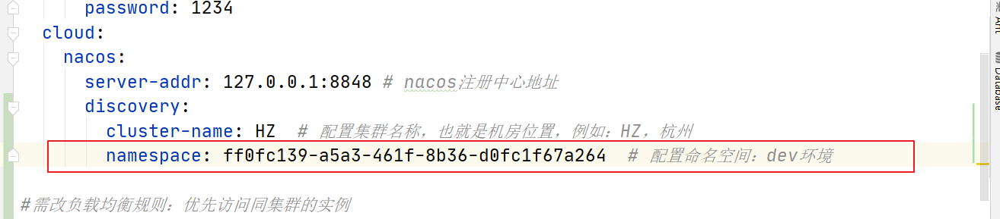 password: 1234
cloud:
nacos:
server-addr: 127.0.0.1:8848 # nacos注册中心地址
discovery:
cluster-name: HZ # 配置集群名称，也就是机房位置，例如：HZ，杭州
namespace: ff0fc139-a5a3-461f-8b36-d0fc1f67a264 # 配置命名空间：dev环境
#需改负载均衡规则：优先访问同集群的实例
Ant
Database